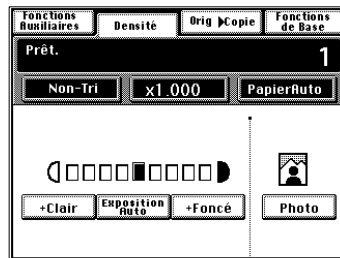 Fonctions
Auxiliaires
Densité
Orig ▶Copie
Fonctions
de Base
Prêt.
1
Non-Tri
x1.000
PapierAuto
+Clair
Exposition
Auto
+Foncé
Photo